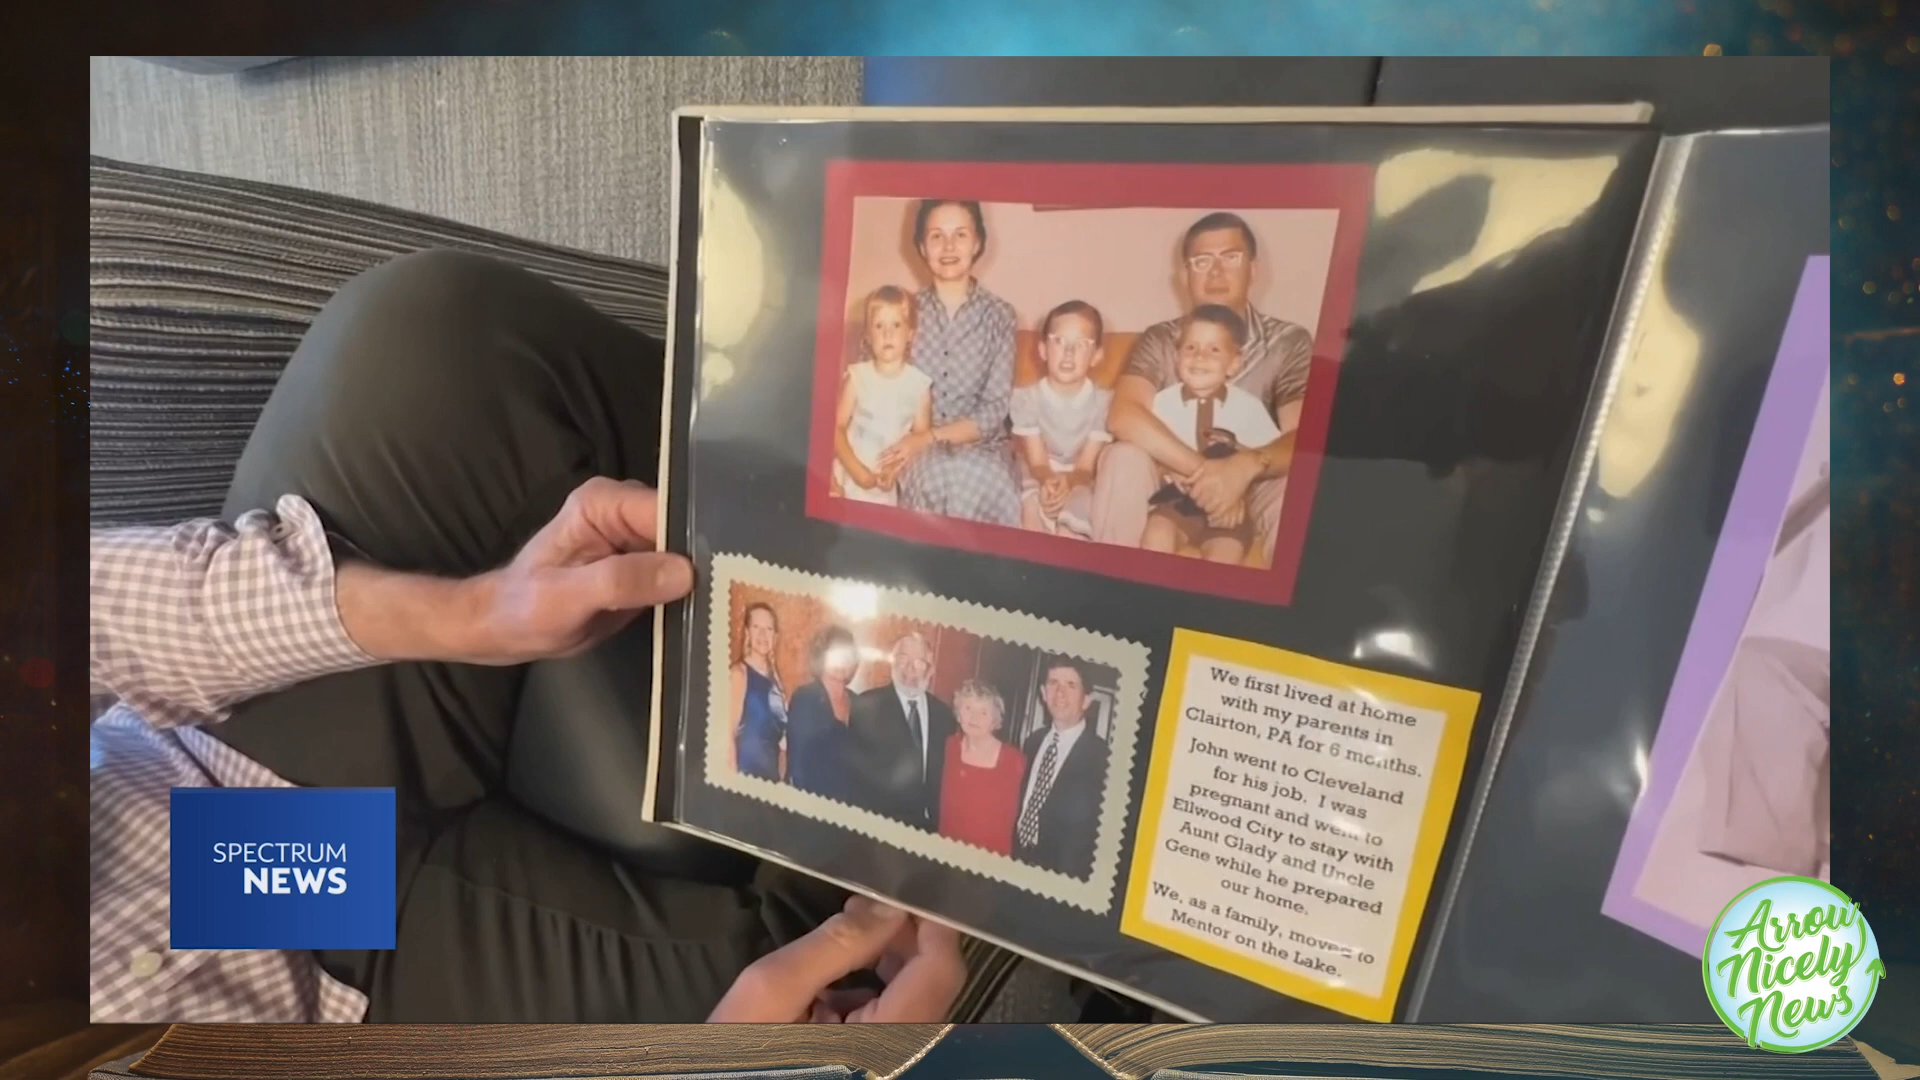 We first lived at home
with my parents in
Clairton, PA for 6 months.
John went to Cleveland
for his job. I was
pregnant and went to
Ellwood City to stay with
Aunt Glady and Uncle
Gene while he prepared
our home.
We, as a family, moved to
Mentor on the Lake.
SPECTRUM
NEWS
Arrow
Nicely
News